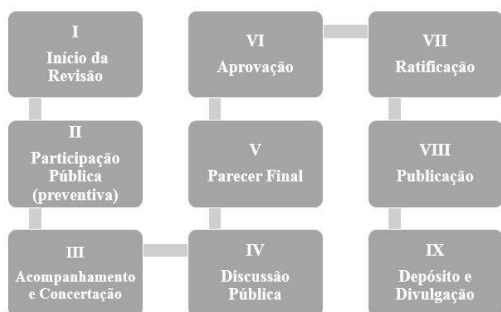 I
Início da
Revisão
II
Participação
Pública
(preventiva)
III
Acompanhamento
e Concertação
IV
Discussão
Pública
V
Parecer Final
VI
Aprovação
VII
Ratificação
VIII
Publicação
IX
Depósito e
Divulgação